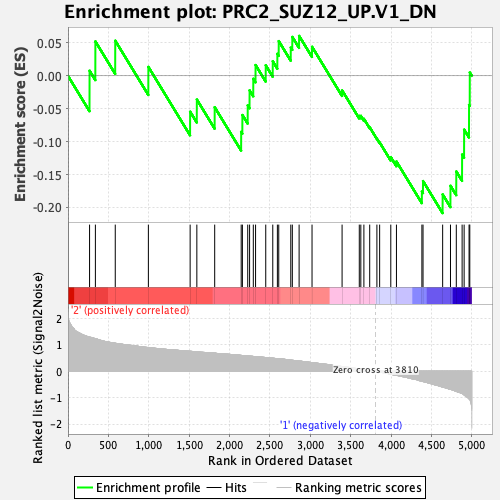 Enrichment plot: PRC2_SUZ12_UP.V1_DN
Enrichment score (ES)
0.05
0.00
-0.05
-0.10
-0.15
-0.20
'2' (positively correlated)
Ranked list metric (Signal2Noise)
2
1
0
-1
-2
Zero cross at 3810
'1' (negatively correlated)
0 500 1,000 1,500 2,000 2,500 3,000 3,500 4,000 4,500 5,000
Rank in Ordered Dataset
Enrichment profile Hits Ranking metric scores